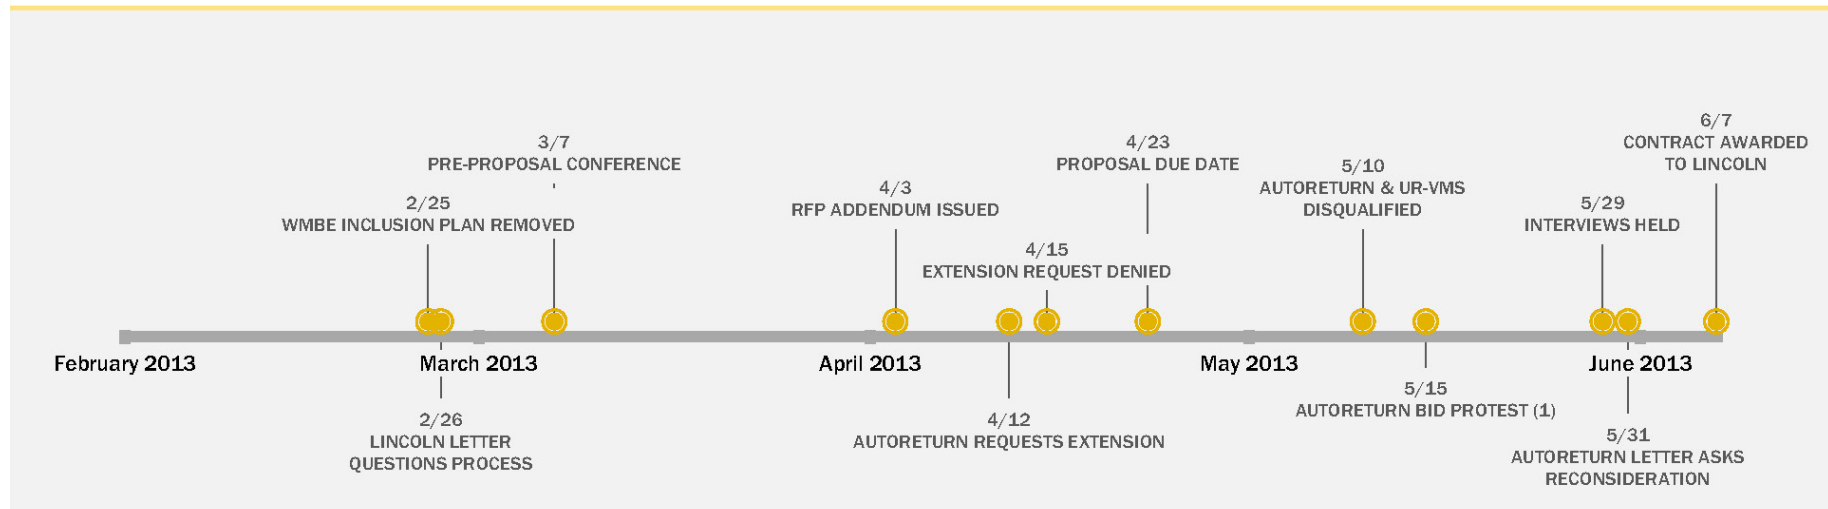 6/7
CONTRACT AWARDED
TO LINCOLN
3/7
PRE-PROPOSAL CONFERENCE
4/23
PROPOSAL DUE DATE
5/10
AUTORETURN & UR-VMS
DISQUALIFIED
4/3
RFP ADDENDUM ISSUED
2/25
WMBE INCLUSION PLAN REMOVED
5/29
INTERVIEWS HELD
4/15
EXTENSION REQUEST DENIED
February 2013
March 2013
April 2013
May 2013
June 2013
5/15
AUTORETURN BID PROTEST (1)
2/26
LINCOLN LETTER
QUESTIONS PROCESS
4/12
AUTORETURN REQUESTS EXTENSION
5/31
AUTORETURN LETTER ASKS
RECONSIDERATION